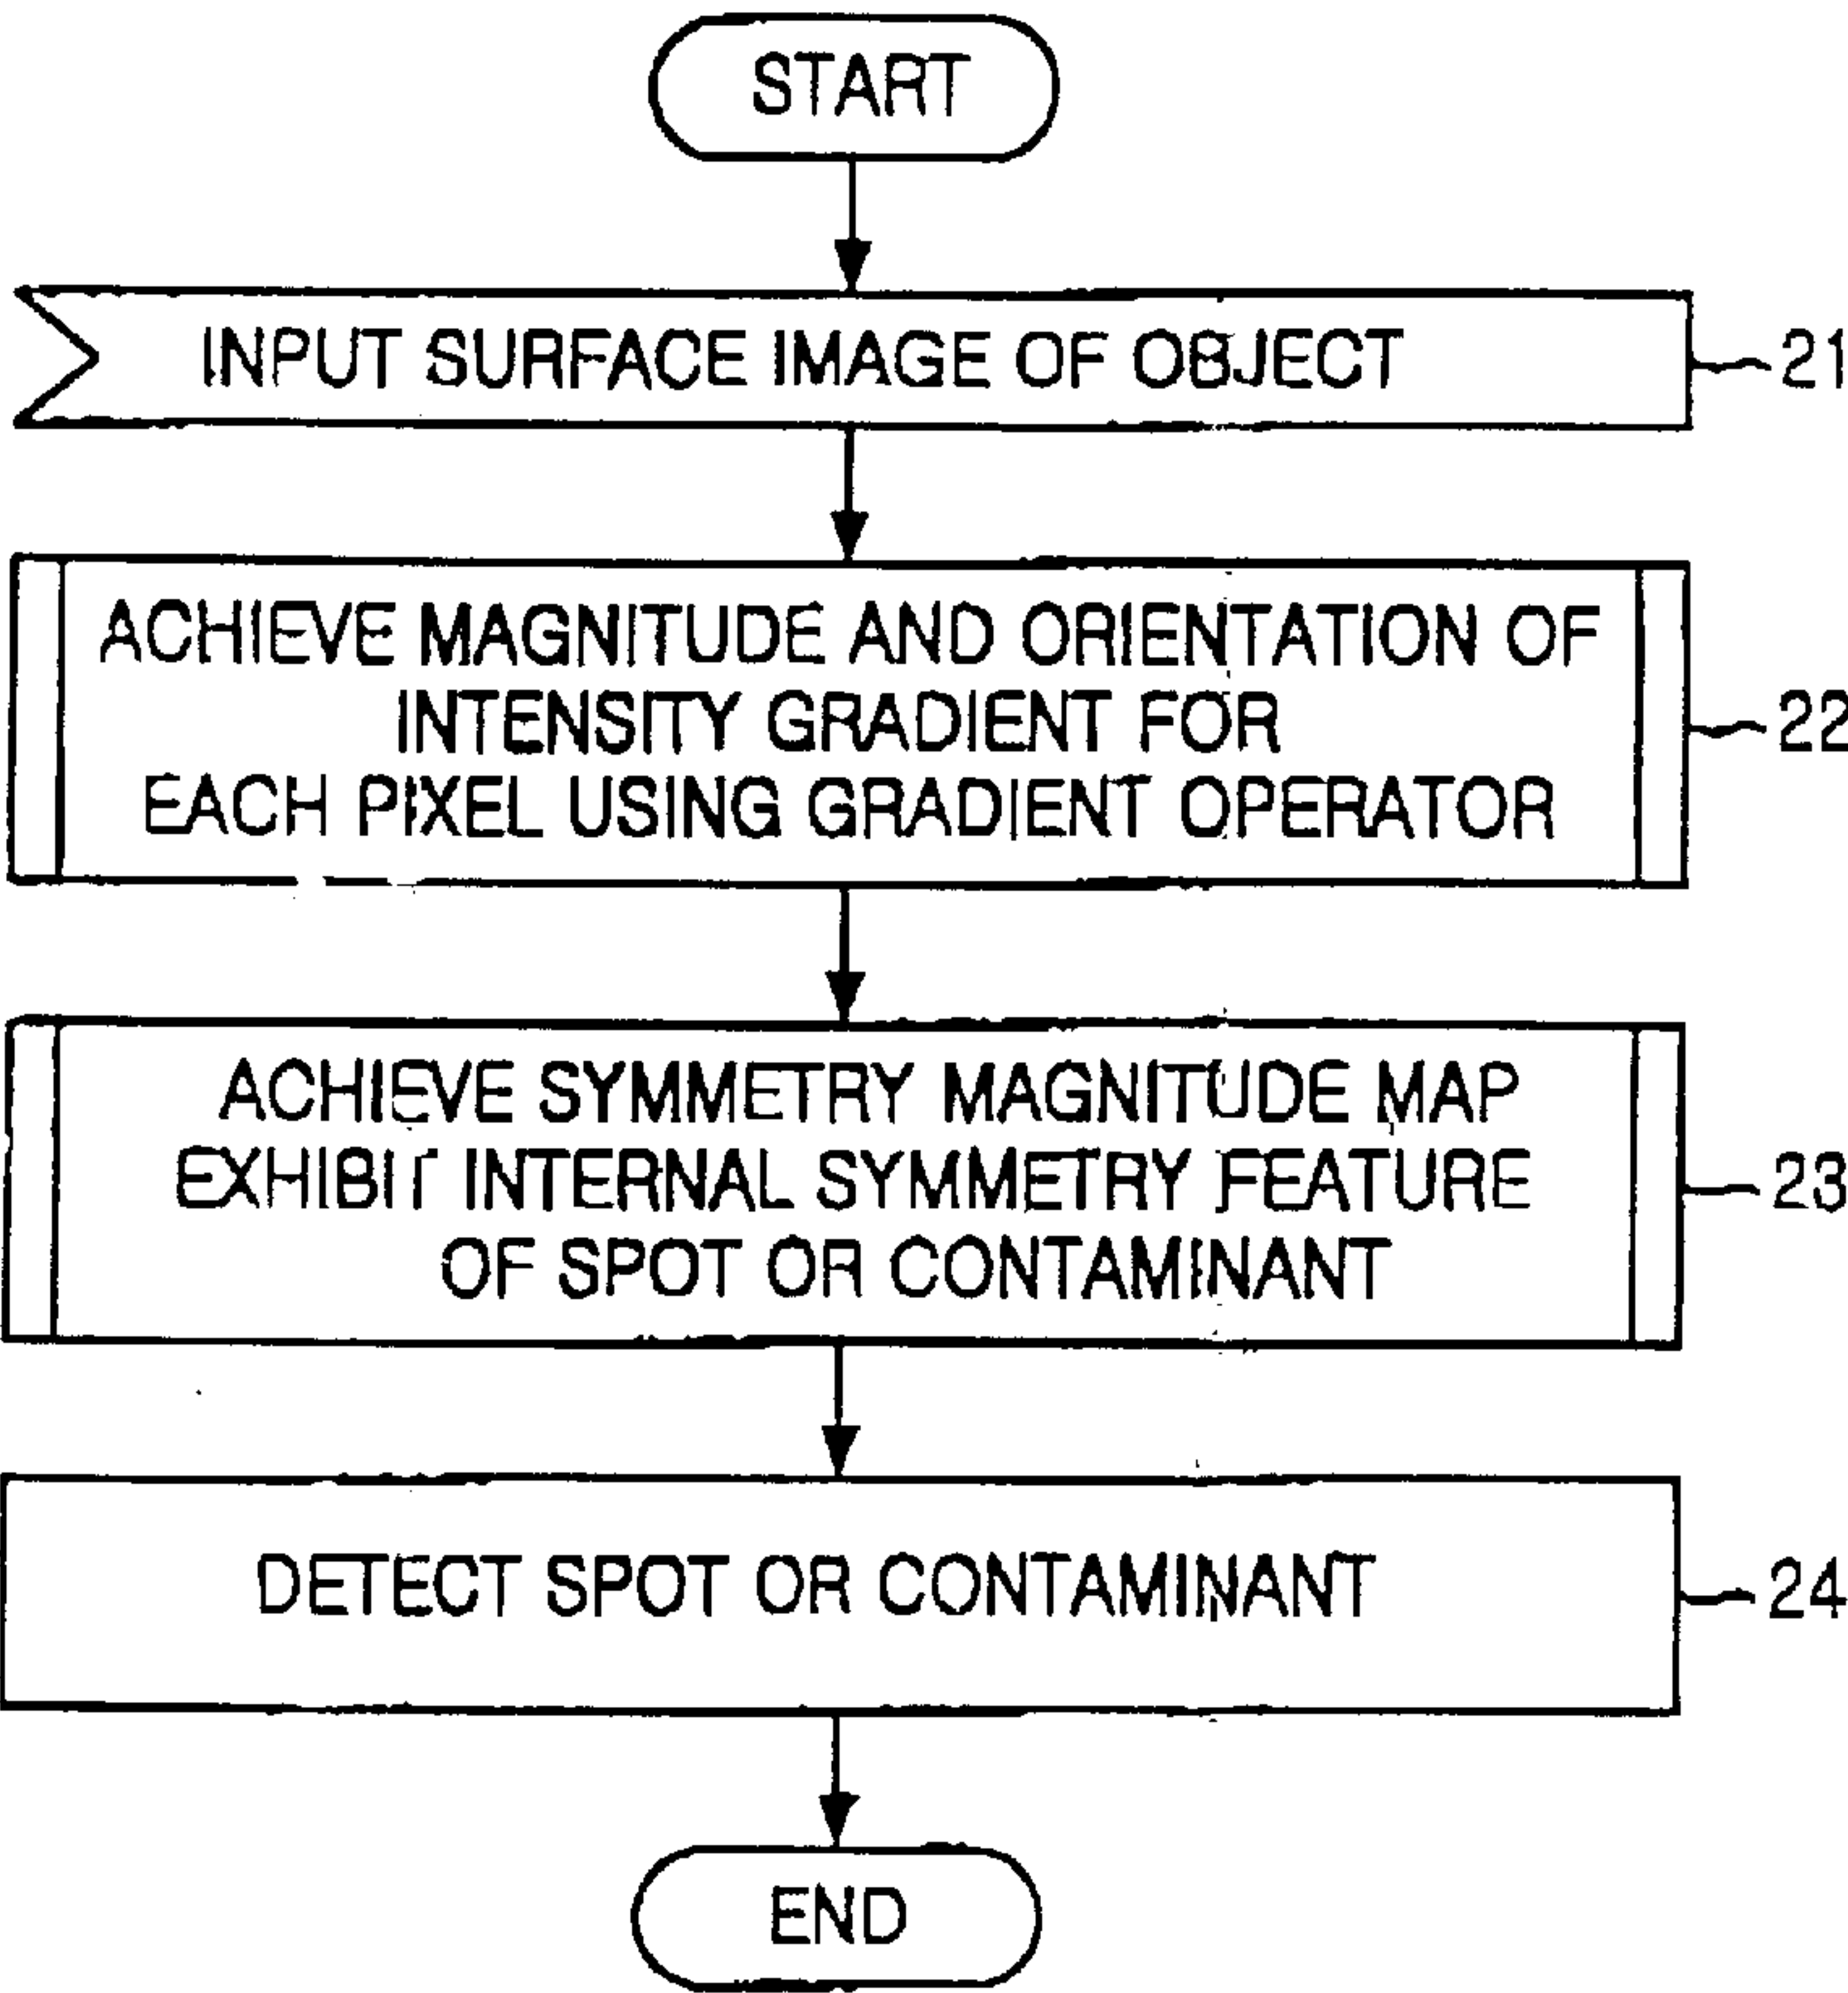 START
INPUT SURFACE IMAGE OF OBJECT
21
ACHIEVE MAGNITUDE AND ORIENTATION OF
INTENSITY GRADIENT FOR
EACH PIXEL USING GRADIENT OPERATOR
22
ACHIEVE SYMMETRY MAGNITUDE MAP
EXHIBIT INTERNAL SYMMETRY FEATURE
OF SPOT OR CONTAMINANT
23
DETECT SPOT OR CONTAMINANT
24
END